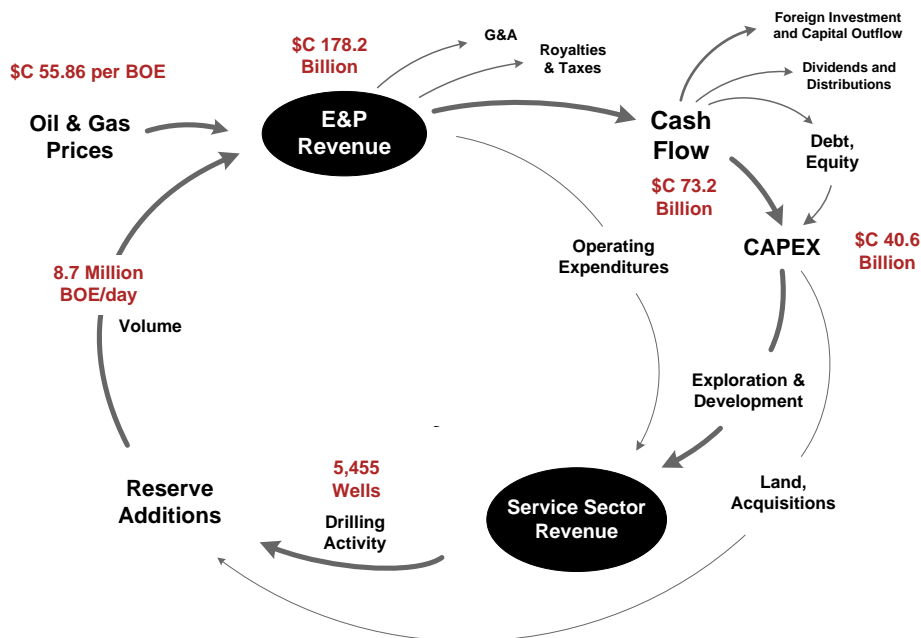 Foreign Investment
and Capital Outflow
G&A
$C 178.2
Billion
Royalties
& Taxes
$C 55.86 per BOE
Dividends and
Distributions
Oil & Gas
Prices
E&P
Revenue
Cash
Flow
Debt,
Equity
$C 73.2
Billion
Operating
Expenditures
CAPEX
$C 40.6
Billion
8.7 Million
BOE/day
Volume
Exploration &
Development
5,455
Wells
Reserve
Additions
Drilling
Activity
Service Sector
Revenue
Land,
Acquisitions